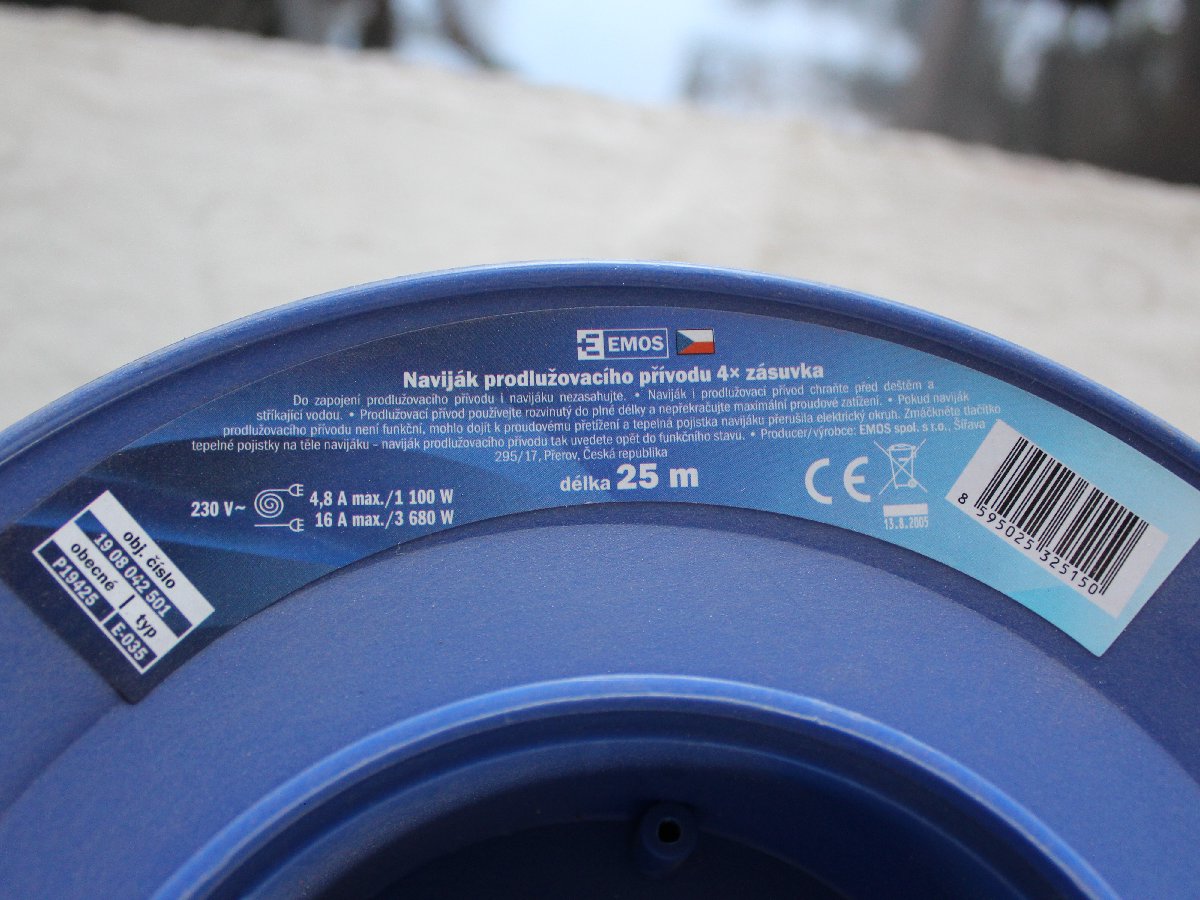 EMOS
Naviják prodlužovacího přívodu 4× zásuvka
Do zapojení prodlužovacího přívodu i navijáku nezasahujte. • Naviják i prodlužovací přívod chraňte před deštěm a
stříkající vodou. • Prodlužovací přívod používejte rozvinutý do plné délky a nepřekračujte maximální proudové zatížení. • Pokud naviják
prodlužovacího přívodu není funkční, mohlo dojít k proudovému přetížení a tepelná pojistka navijáku přerušila elektrický okruh. Zmáčkněte tlačítko
tepelné pojistky na těle navijáku - naviják prodlužovacího přívodu tak uvedete opět do funkčního stavu. • Producer/výrobce: EMOS spol. s r.o., Šířava
295/17, Přerov, Česká republika
délka 25 m
230 V~
4,8 A max./1 100 W
16 A max./3 680 W
CE
13.8.2005
8 595025 325150
obj. číslo
19 08 042 501
obecné | typ
P19425 | E-035